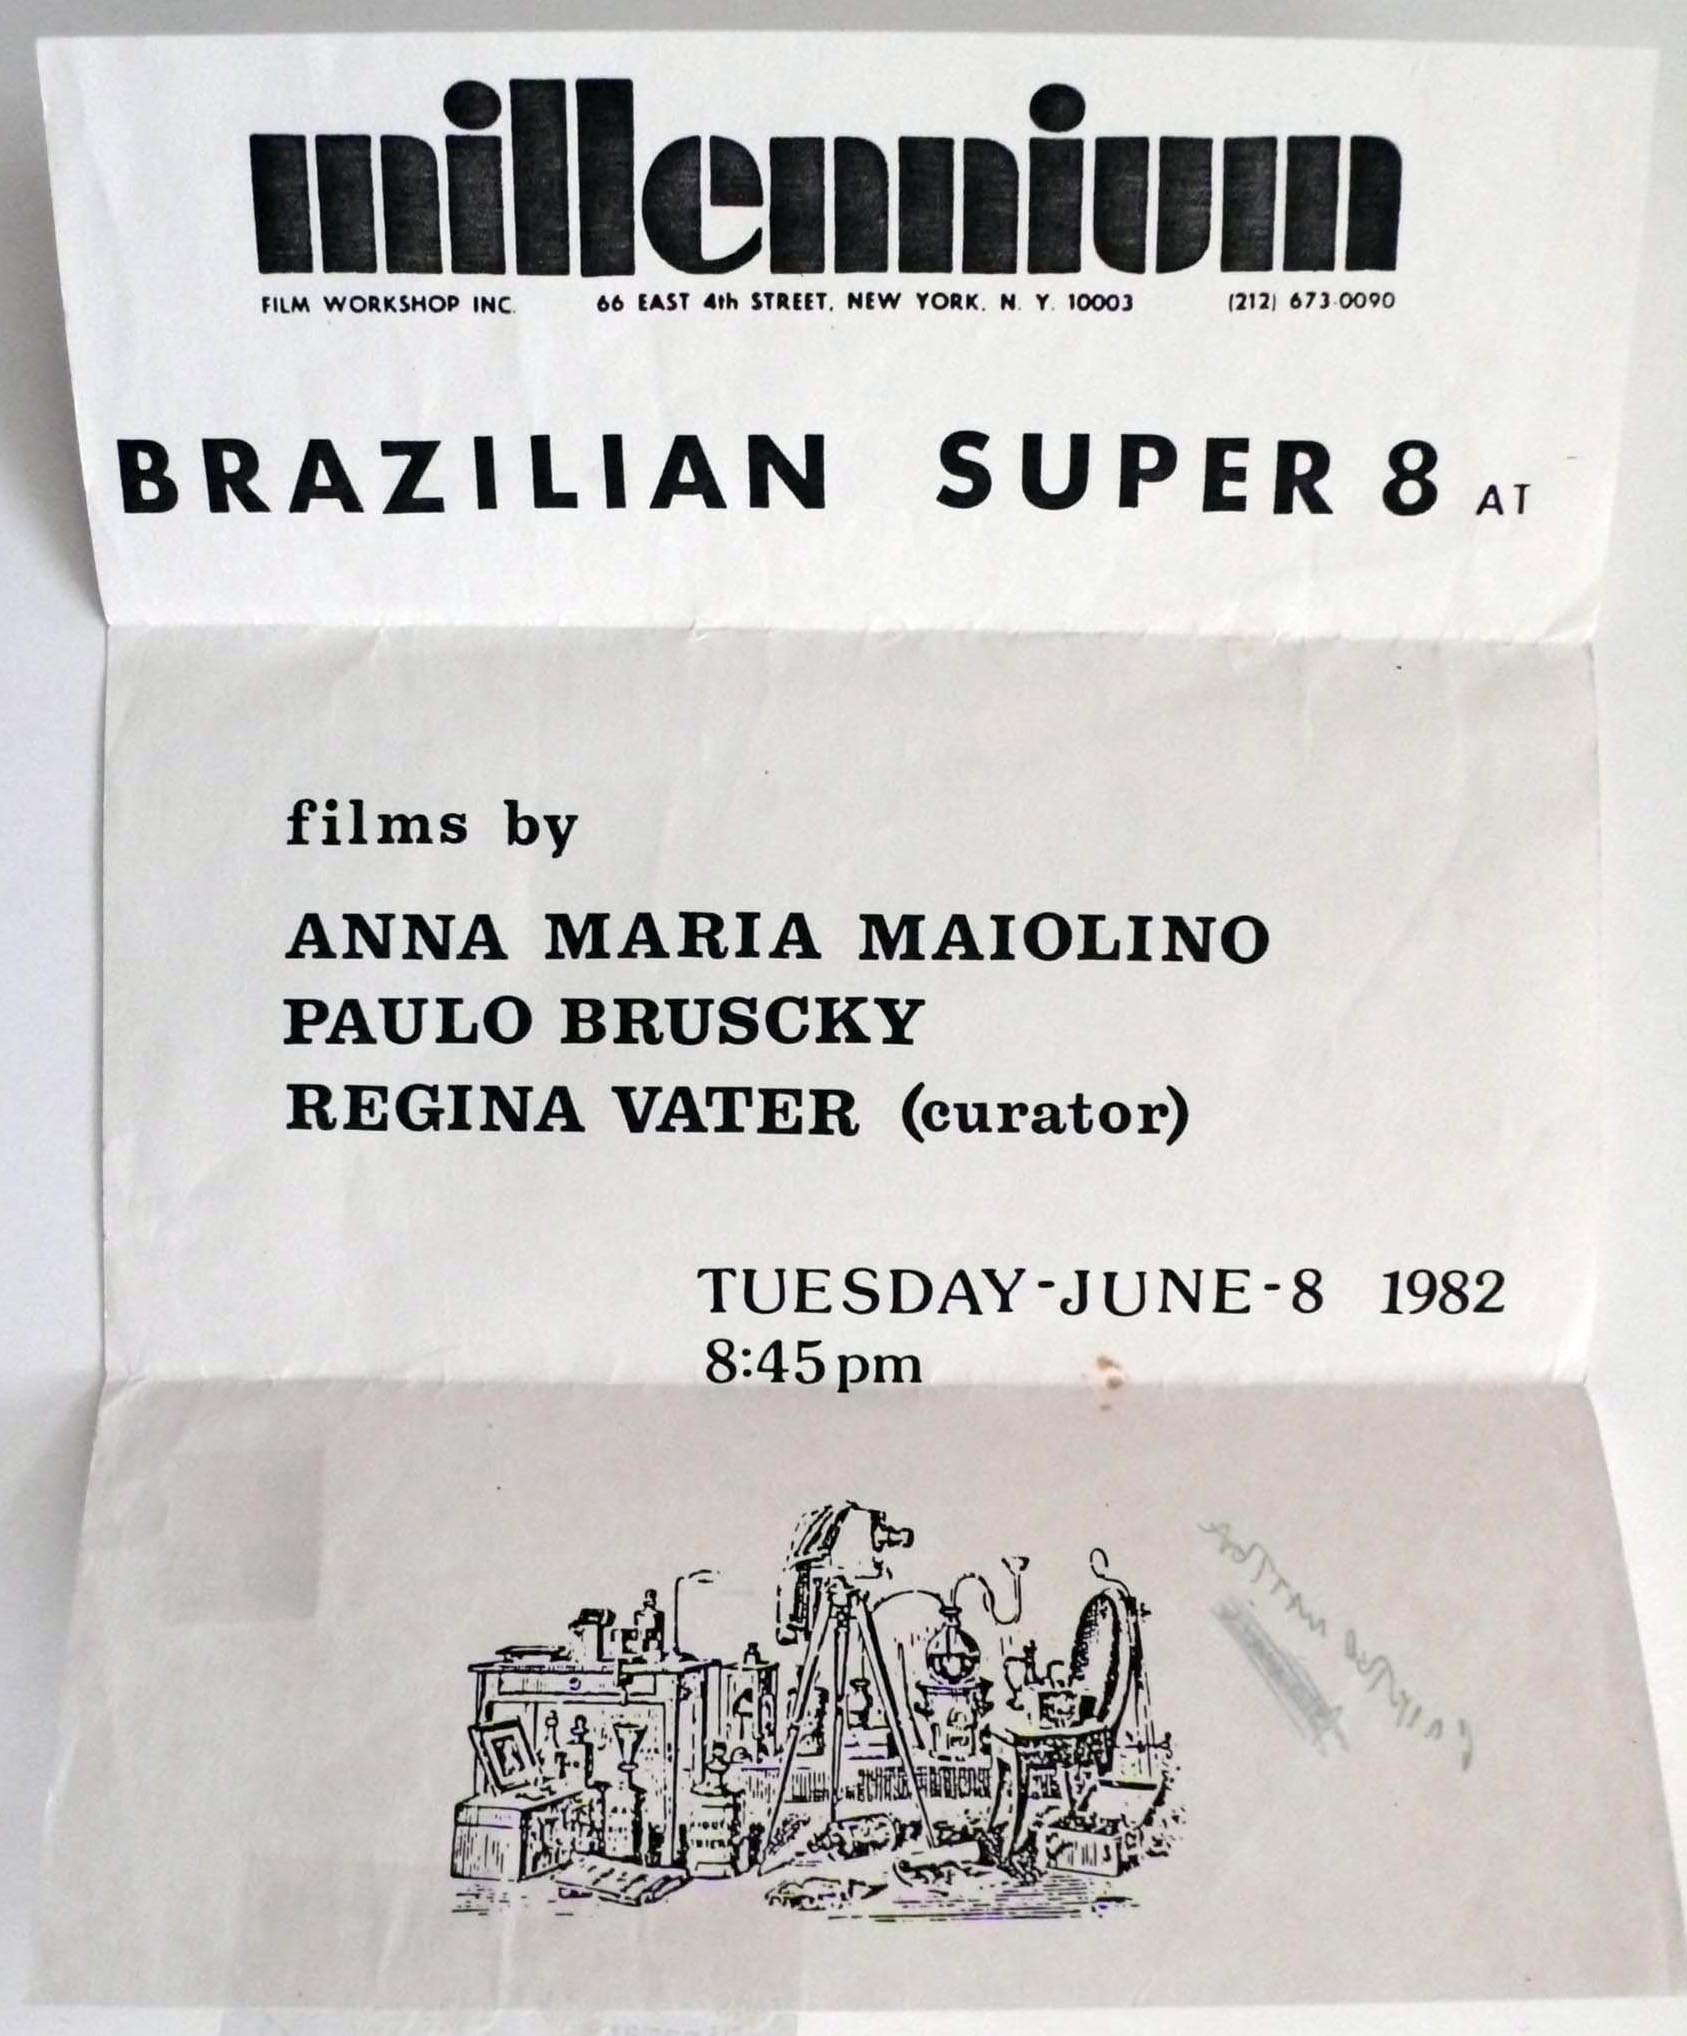 millennium
FILM WORKSHOP INC. 66 EAST 4th STREET, NEW YORK, N. Y. 10003 (212) 673-0090
BRAZILIAN SUPER 8 AT
films by
ANNA MARIA MAIOLINO
PAULO BRUSCKY
REGINA VATER (curator)
TUESDAY-JUNE-8 1982
8:45pm